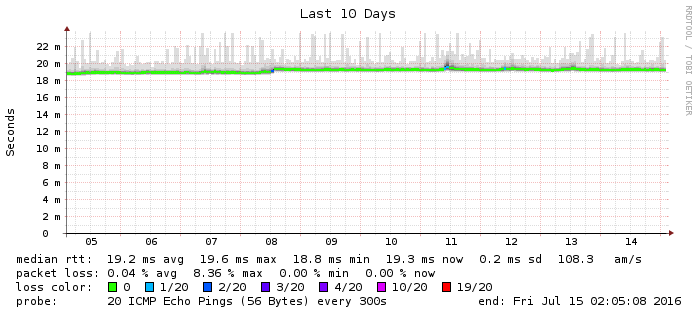 Last 10 Days
RRDTOOL / TOBI OETIKER
Seconds
22 m
20 m
18 m
16 m
14 m
12 m
10 m
8 m
6 m
4 m
2 m
0
05 06 07 08 09 10 11 12 13 14
median rtt: 19.2 ms avg 19.6 ms max 18.8 ms min 19.3 ms now 0.2 ms sd 108.3 am/s
packet loss: 0.04 % avg 8.36 % max 0.00 % min 0.00 % now
loss color: 0 1/20 2/20 3/20 4/20 10/20 19/20
probe: 20 ICMP Echo Pings (56 Bytes) every 300s end: Fri Jul 15 02:05:08 2016